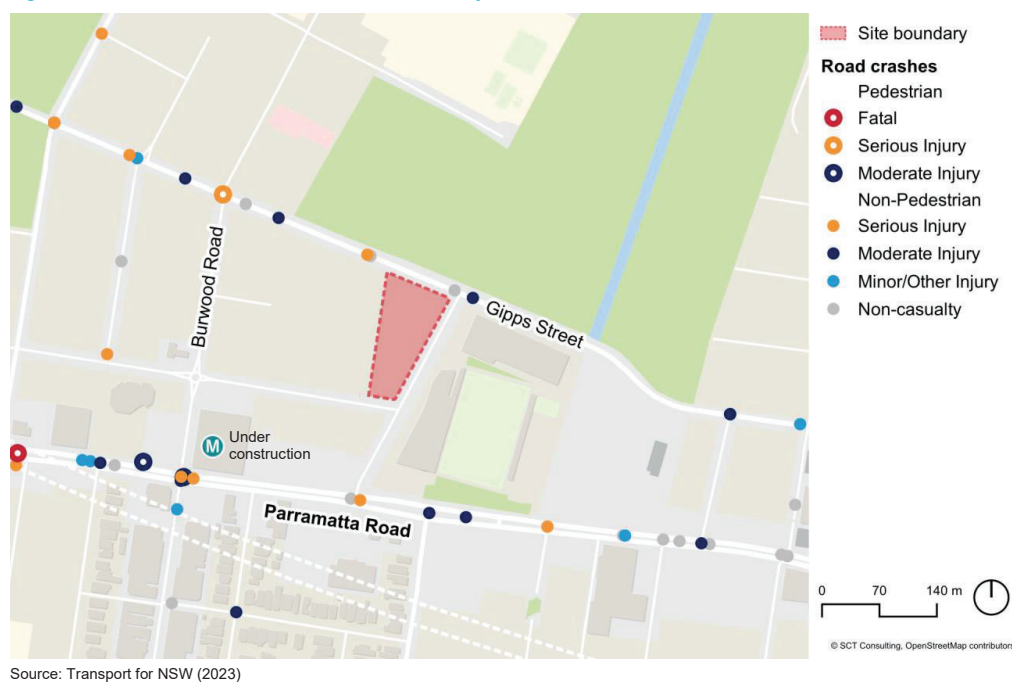 Site boundary
Road crashes
Pedestrian
Fatal
Serious Injury
Moderate Injury
Non-Pedestrian
Serious Injury
Moderate Injury
Minor/Other Injury
Non-casualty
Burwood Road
Gipps Street
M
Under
construction
Parramatta Road
0 70 140 m
© SCT Consulting, OpenStreetMap contributors
Source: Transport for NSW (2023)